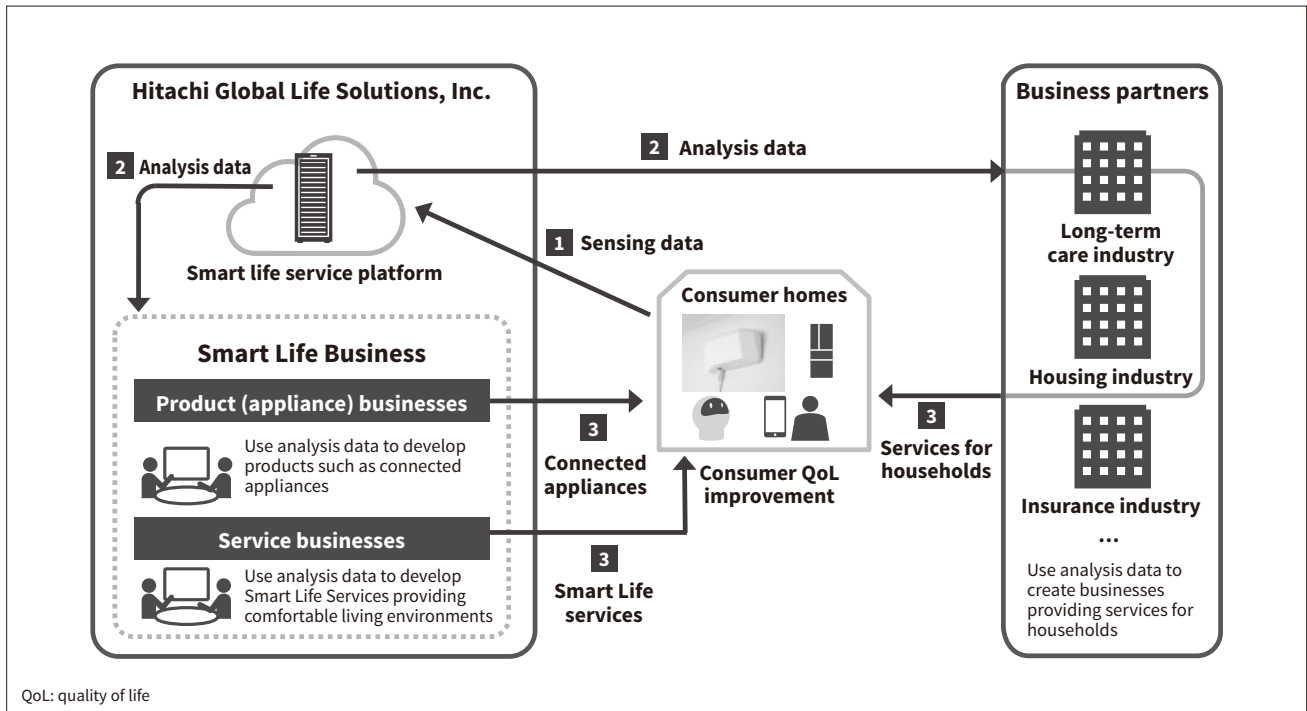 Hitachi Global Life Solutions, Inc.
2 Analysis data
Smart life service platform
Smart Life Business
Product (appliance) businesses
Use analysis data to develop
products such as connected
appliances
Service businesses
Use analysis data to develop
Smart Life Services providing
comfortable living environments
2 Analysis data
1 Sensing data
Consumer homes
Consumer QoL
improvement
3
Connected
appliances
3
Smart Life
services
3
Services for
households
Business partners
Long-term
care industry
Housing industry
Insurance industry
...
Use analysis data to
create businesses
providing services for
households
QoL: quality of life